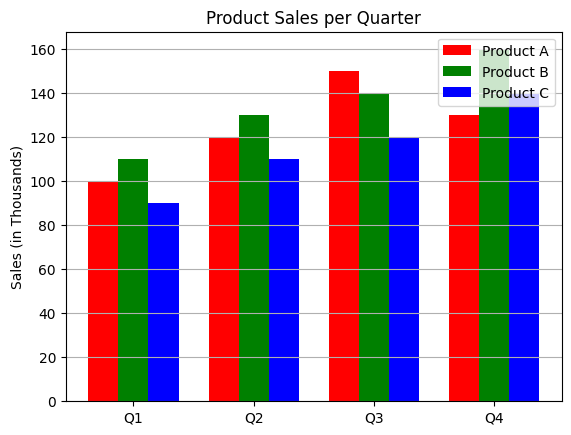 Product Sales per Quarter
Product A
Product B
Product C
Sales (in Thousands)
160
140
120
100
80
60
40
20
0
Q1 Q2 Q3 Q4